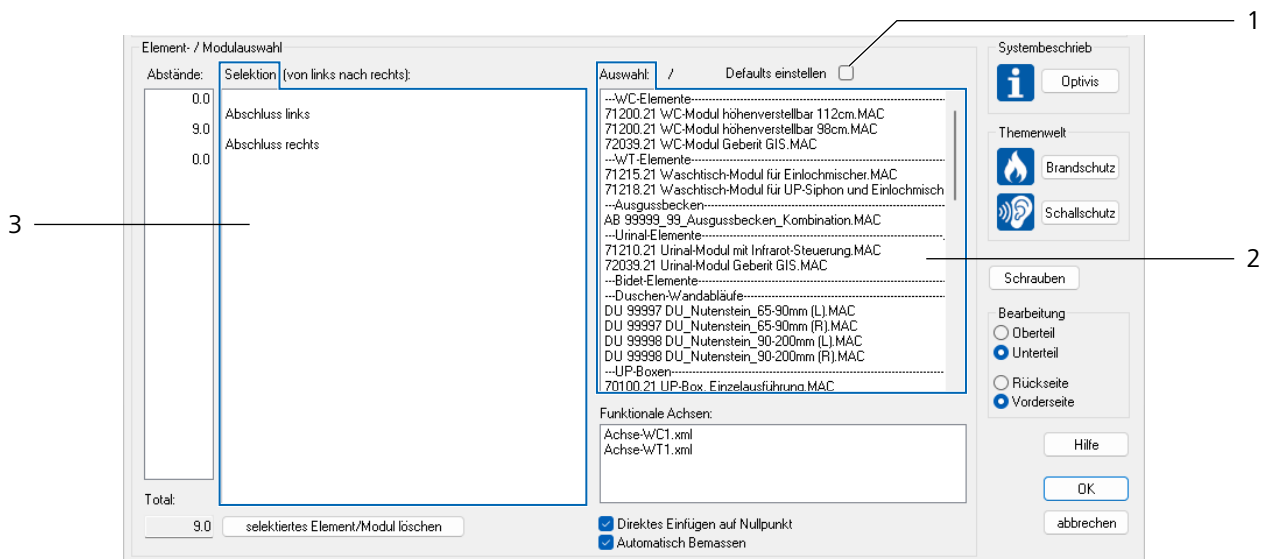 1
Element- / Modulauswahl
Abstände:
Selektion (von links nach rechts):
0.0
Abschluss links
9.0
Abschluss rechts
0.0
3
Total:
9.0
selektiertes Element/Modul löschen
Auswahl: / Defaults einstellen
---WC-Elemente---
71200.21 WC-Modul höhenverstellbar 112cm.MAC
71200.21 WC-Modul höhenverstellbar 98cm.MAC
72039.21 WC-Modul Geberit GIS.MAC
---WT-Elemente---
71215.21 Waschtisch-Modul für Einlochmischer.MAC
71218.21 Waschtisch-Modul für UP-Siphon und Einlochmisch
---Ausgussbecken---
AB 99999_99_Ausgussbecken_Kombination.MAC
---Urinal-Elemente---
71210.21 Urinal-Modul mit Infrarot-Steuerung.MAC
72039.21 Urinal-Modul Geberit GIS.MAC
---Bidet-Elemente---
---Duschen-Wandabläufe---
DU 99997 DU_Nutenstein_65-90mm (L).MAC
DU 99997 DU_Nutenstein_65-90mm (R).MAC
DU 99998 DU_Nutenstein_90-200mm (L).MAC
DU 99998 DU_Nutenstein_90-200mm (R).MAC
---UP-Boxen---
70100.21 UP-Box, Einzelausführung.MAC
2
Funktionale Achsen:
Achse-WC1.xml
Achse-WT1.xml
Direktes Einfügen auf Nullpunkt
Automatisch Bemassen
Systembeschrieb
Optivis
Themenwelt
Brandschutz
Schallschutz
Schrauben
Bearbeitung
Oberteil
Unterteil
Rückseite
Vorderseite
Hilfe
OK
abbrechen